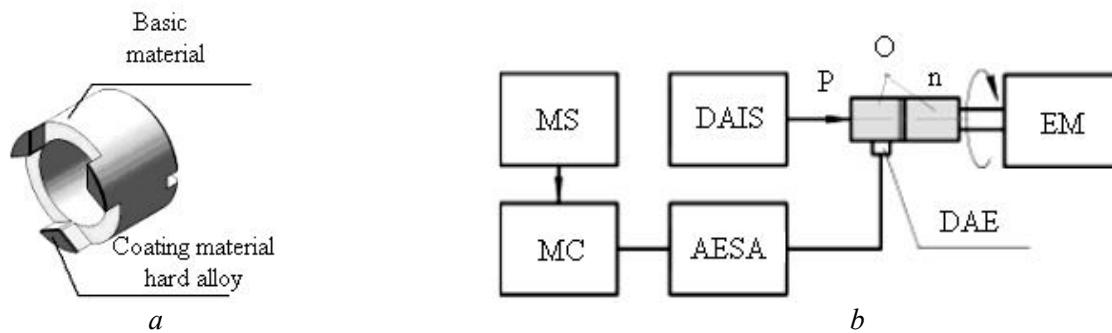 Basic
material
Coating material
hard alloy
a
O
P
n
MS
DAIS
EM
DAE
MC
AESA
b